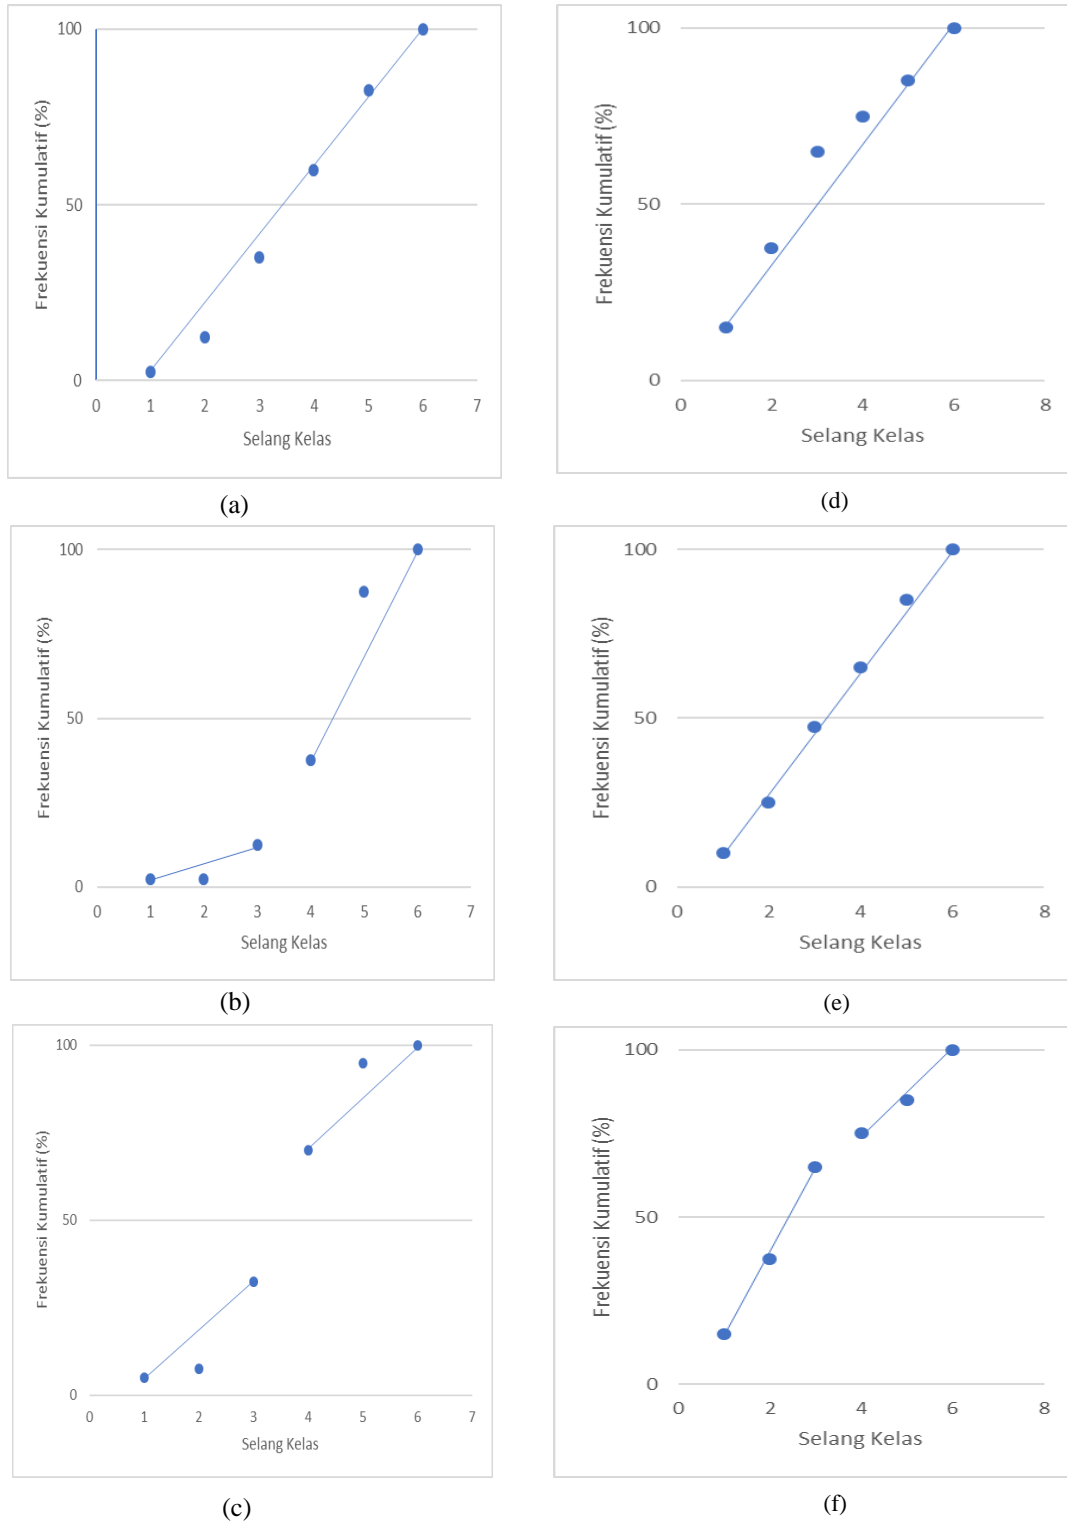 100
50
0
0 1 2 3 4 5 6 7
Frekuensi Kumulatif (%)
Selang Kelas
(a)
100
50
0
0 2 4 6 8
Frekuensi Kumulatif (%)
Selang Kelas
(d)
100
50
0
0 1 2 3 4 5 6 7
Frekuensi Kumulatif (%)
Selang Kelas
(b)
100
50
0
0 2 4 6 8
Frekuensi Kumulatif (%)
Selang Kelas
(e)
100
50
0
0 1 2 3 4 5 6 7
Frekuensi Kumulatif (%)
Selang Kelas
(c)
100
50
0
0 2 4 6 8
Frekuensi Kumulatif (%)
Selang Kelas
(f)